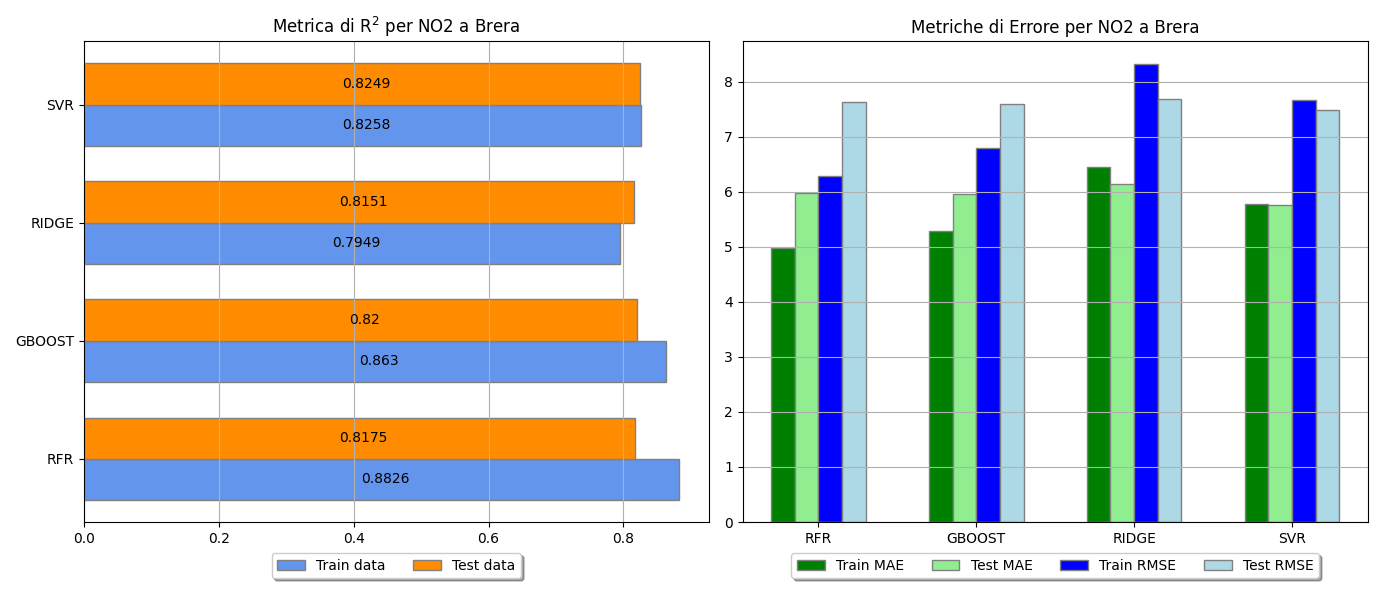 Metrica di R² per NO2 a Brera
SVR
0.8249
0.8258
RIDGE
0.8151
0.7949
GBOOST
0.82
0.863
RFR
0.8175
0.8826
0.0 0.2 0.4 0.6 0.8
Train data Test data
Metriche di Errore per NO2 a Brera
8
7
6
5
4
3
2
1
0
RFR GBOOST RIDGE SVR
Train MAE Test MAE Train RMSE Test RMSE